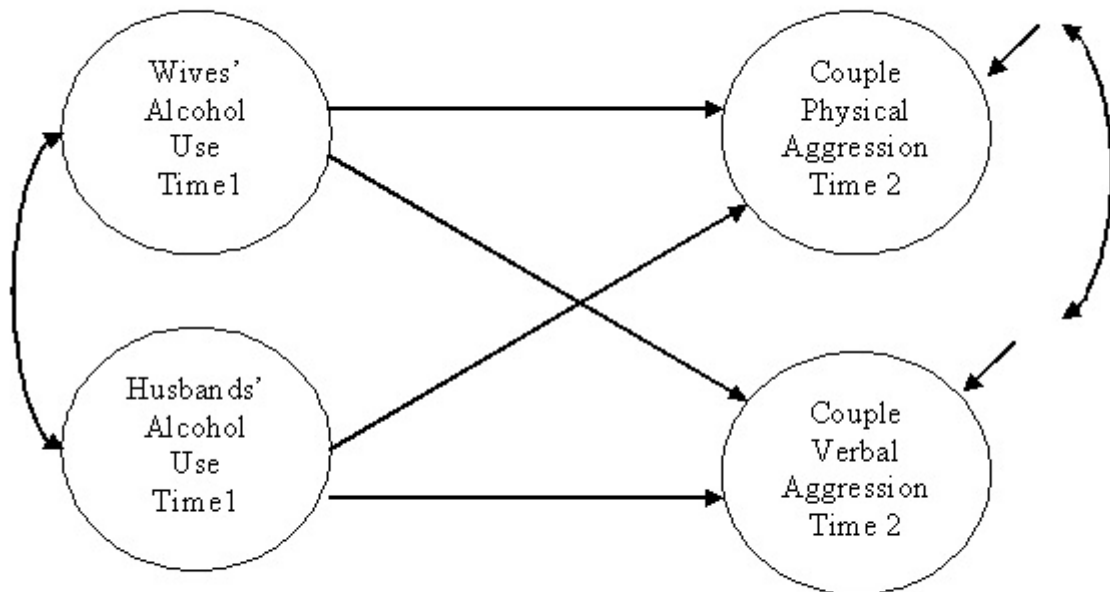 Wives’
Alcohol
Use
Time1
Couple
Physical
Aggression
Time 2
Husbands’
Alcohol
Use
Time1
Couple
Verbal
Aggression
Time 2